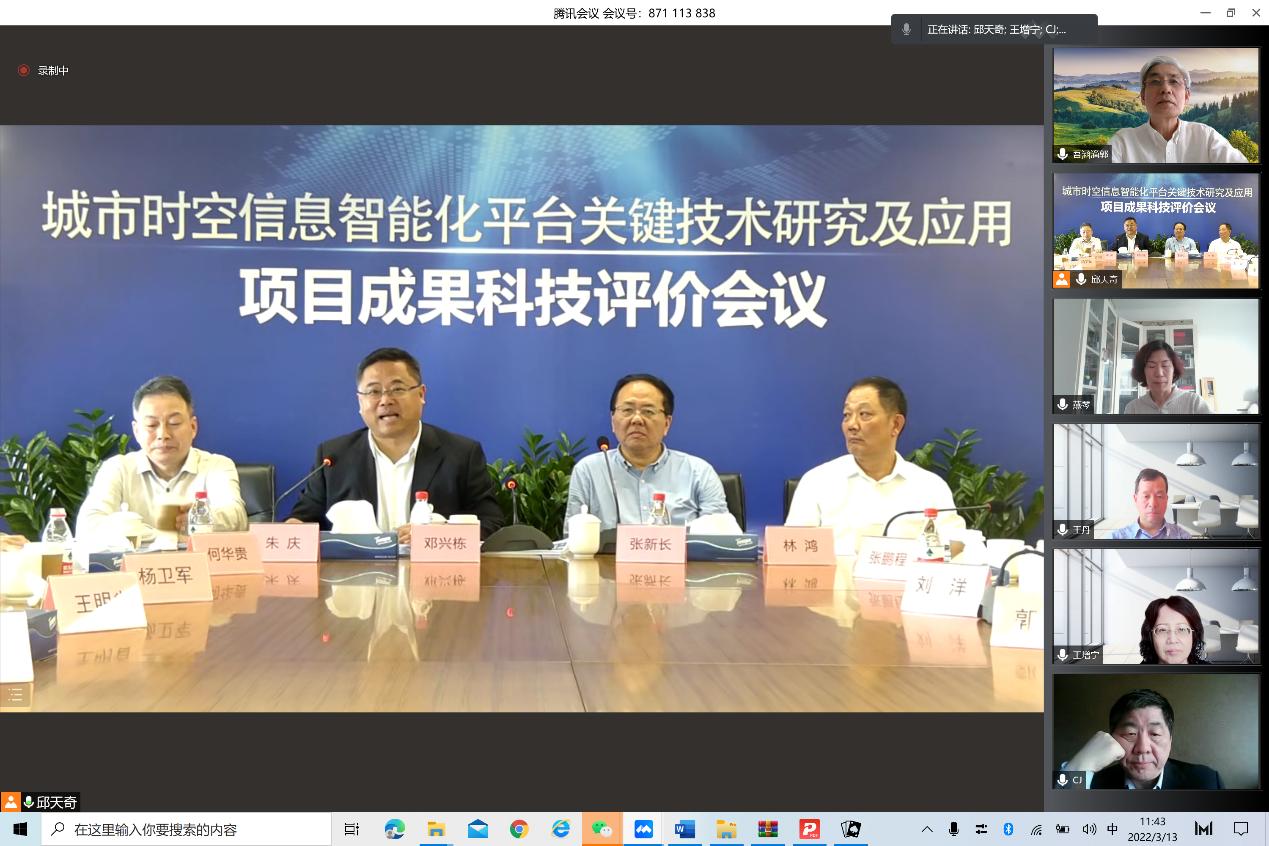 腾讯会议 会议号：871 113 838
正在讲话: 邱天奇; 王增宁; CJ;...
录制中
城市时空信息智能化平台关键技术研究及应用
项目成果科技评价会议
朱 庆
邓兴栋
张新长
林 鸿
何华贵
张鹏程
杨卫军
刘 洋
王明
郭
邱天奇
城市时空信息智能化平台关键技术研究及应用
项目成果科技评价会议
邱天奇
王丹
王增宁
CJ
在这里输入你要搜索的内容
中
11:43
2022/3/13